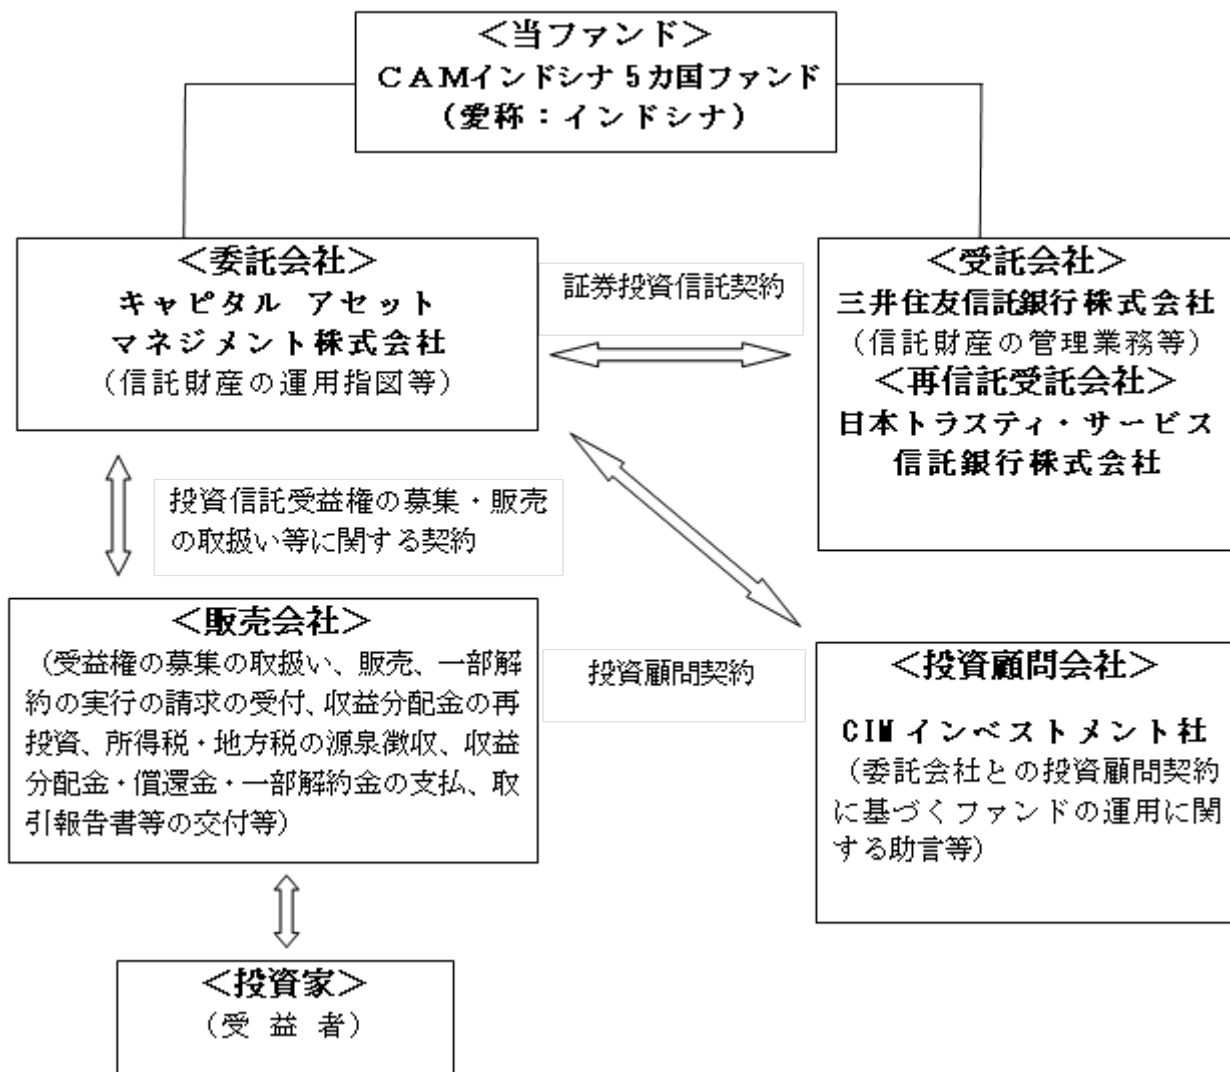 ＜当ファンド＞
ＣＡＭインドシナ５カ国ファンド
（愛称：インドシナ）
＜委託会社＞
キャピタル アセット
マネジメント株式会社
（信託財産の運用指図等）
証券投資信託契約
＜受託会社＞
三井住友信託銀行株式会社
（信託財産の管理業務等）
＜再信託受託会社＞
日本トラスティ・サービス
信託銀行株式会社
投資信託受益権の募集・販売
の取扱い等に関する契約
＜販売会社＞
（受益権の募集の取扱い、販売、一部解
約の実行の請求の受付、収益分配金の再
投資、所得税・地方税の源泉徴収、収益
分配金・償還金・一部解約金の支払、取
引報告書等の交付等）
投資顧問契約
＜投資顧問会社＞
CIMインベストメント社
（委託会社との投資顧問契約
に基づくファンドの運用に関
する助言等）
＜投資家＞
（受 益 者）